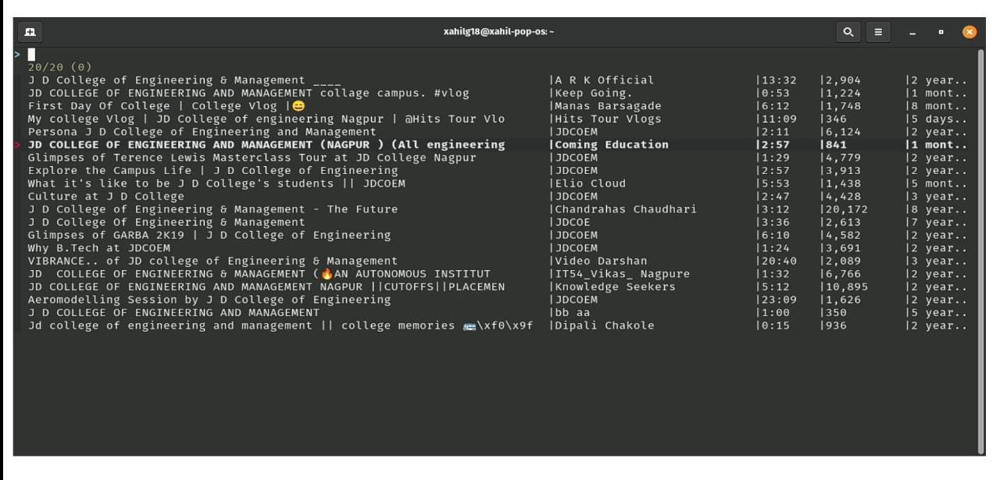 xahilg18@xahil-pop-os: ~
>
20/20 (0)
J D College of Engineering & Management ____ |A R K Official |13:32 |2,904 |2 year..
JD COLLEGE OF ENGINEERING AND MANAGEMENT collage campus. #vlog |Keep Going. |0:53 |1,224 |1 mont..
First Day Of College | College Vlog |😄 |Manas Barsagade |6:12 |1,748 |8 mont..
My college Vlog | JD College of engineering Nagpur | @Hits Tour Vlo |Hits Tour Vlogs |11:09 |346 |5 days..
Persona J D College of Engineering and Management |JDCOEM |2:11 |6,124 |2 year..
> JD COLLEGE OF ENGINEERING AND MANAGEMENT (NAGPUR ) (All engineering |Coming Education |2:57 |841 |1 mont..
Glimpses of Terence Lewis Masterclass Tour at JD College Nagpur |JDCOEM |1:29 |4,779 |2 year..
Explore the Campus Life | J D College of Engineering |JDCOEM |2:57 |3,913 |2 year..
What it's like to be J D College's students || JDCOEM |Elio Cloud |5:53 |1,438 |5 mont..
Culture at J D College |JDCOEM |2:47 |4,428 |3 year..
J D College of Engineering & Management - The Future |Chandrahas Chaudhari |3:12 |20,172 |8 year..
J D College of Engineering & Management |JDCOE |3:36 |2,613 |7 year..
Glimpses of GARBA 2K19 | J D College of Engineering |JDCOEM |6:10 |4,582 |2 year..
Why B.Tech at JDCOEM |JDCOEM |1:24 |3,691 |2 year..
VIBRANCE.. of JD college of Engineering & Management |Video Darshan |20:40 |2,089 |3 year..
JD  COLLEGE OF ENGINEERING & MANAGEMENT (🔥AN AUTONOMOUS INSTITUT |IT54_Vikas_ Nagpure |1:32 |6,766 |2 year..
JD COLLEGE OF ENGINEERING AND MANAGEMENT NAGPUR ||CUTOFFS||PLACEMEN |Knowledge Seekers |5:12 |10,895 |2 year..
Aeromodelling Session by J D College of Engineering |JDCOEM |23:09 |1,626 |2 year..
J D COLLEGE OF ENGINEERING AND MANAGEMENT |bb aa |1:00 |350 |5 year..
Jd college of engineering and management || college memories 🚌\xf0\x9f |Dipali Chakole |0:15 |936 |2 year..